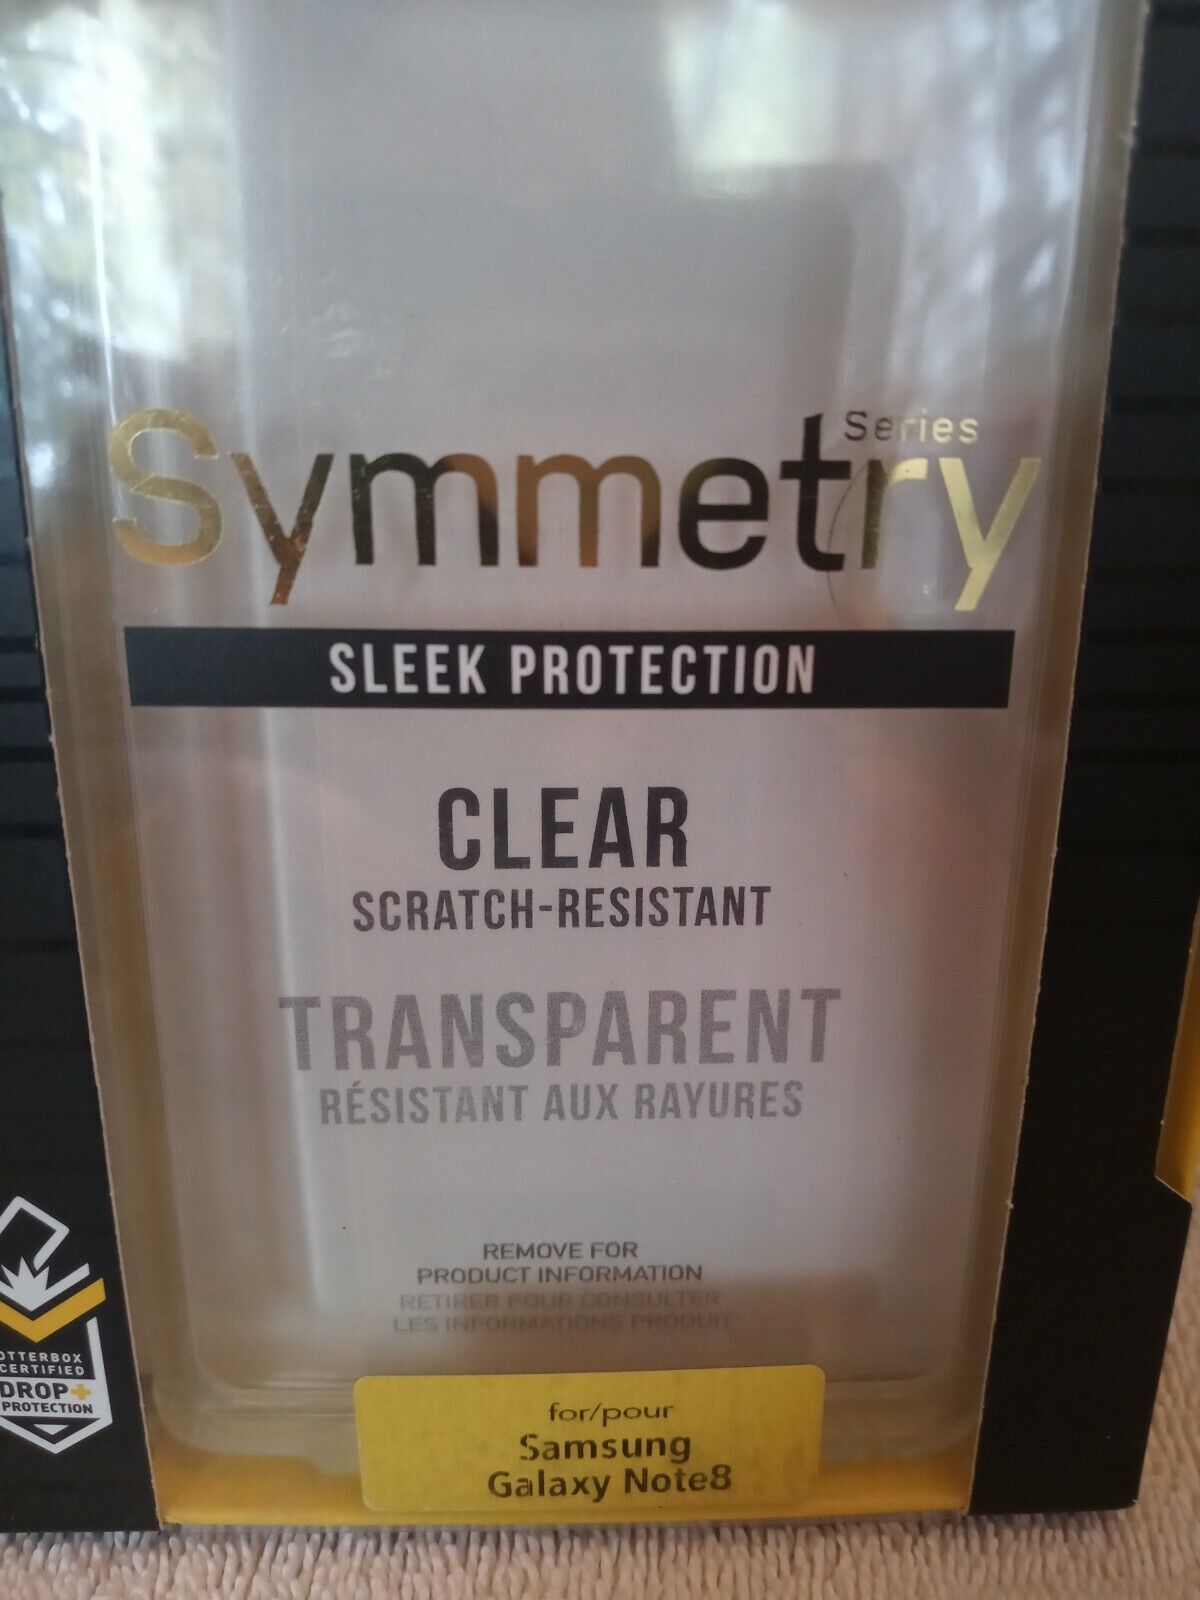 Series
Symmetry
SLEEK PROTECTION
CLEAR
SCRATCH-RESISTANT
TRANSPARENT
RÉSISTANT AUX RAYURES
REMOVE FOR
PRODUCT INFORMATION
RETIRER POUR CONSULTER
LES INFORMATIONS PRODUIT
OTTERBOX
CERTIFIED
DROP+
PROTECTION
for/pour
Samsung
Galaxy Note8